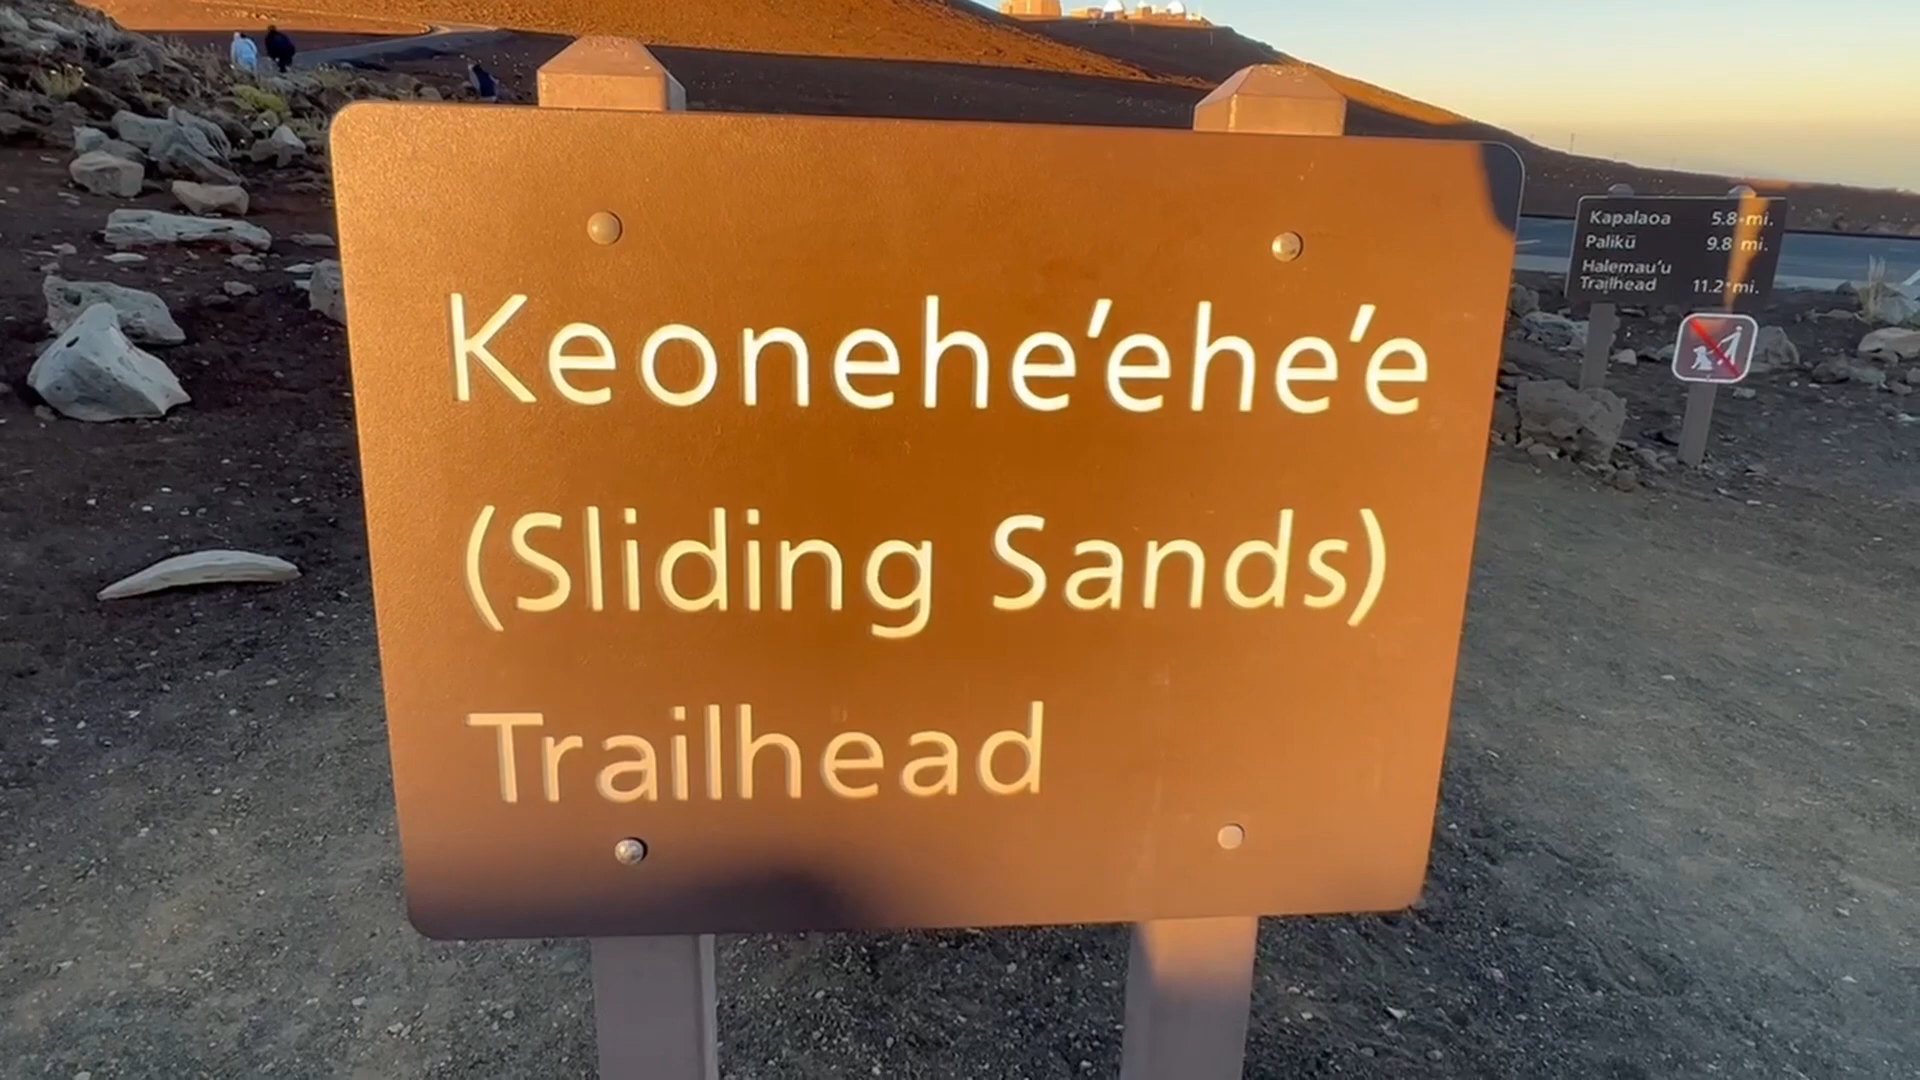 Keonehe'ehe'e
(Sliding Sands)
Trailhead
Kapalaoa 5.8 mi.
Palikū 9.8 mi.
Halemau'u
Trailhead 11.2 mi.